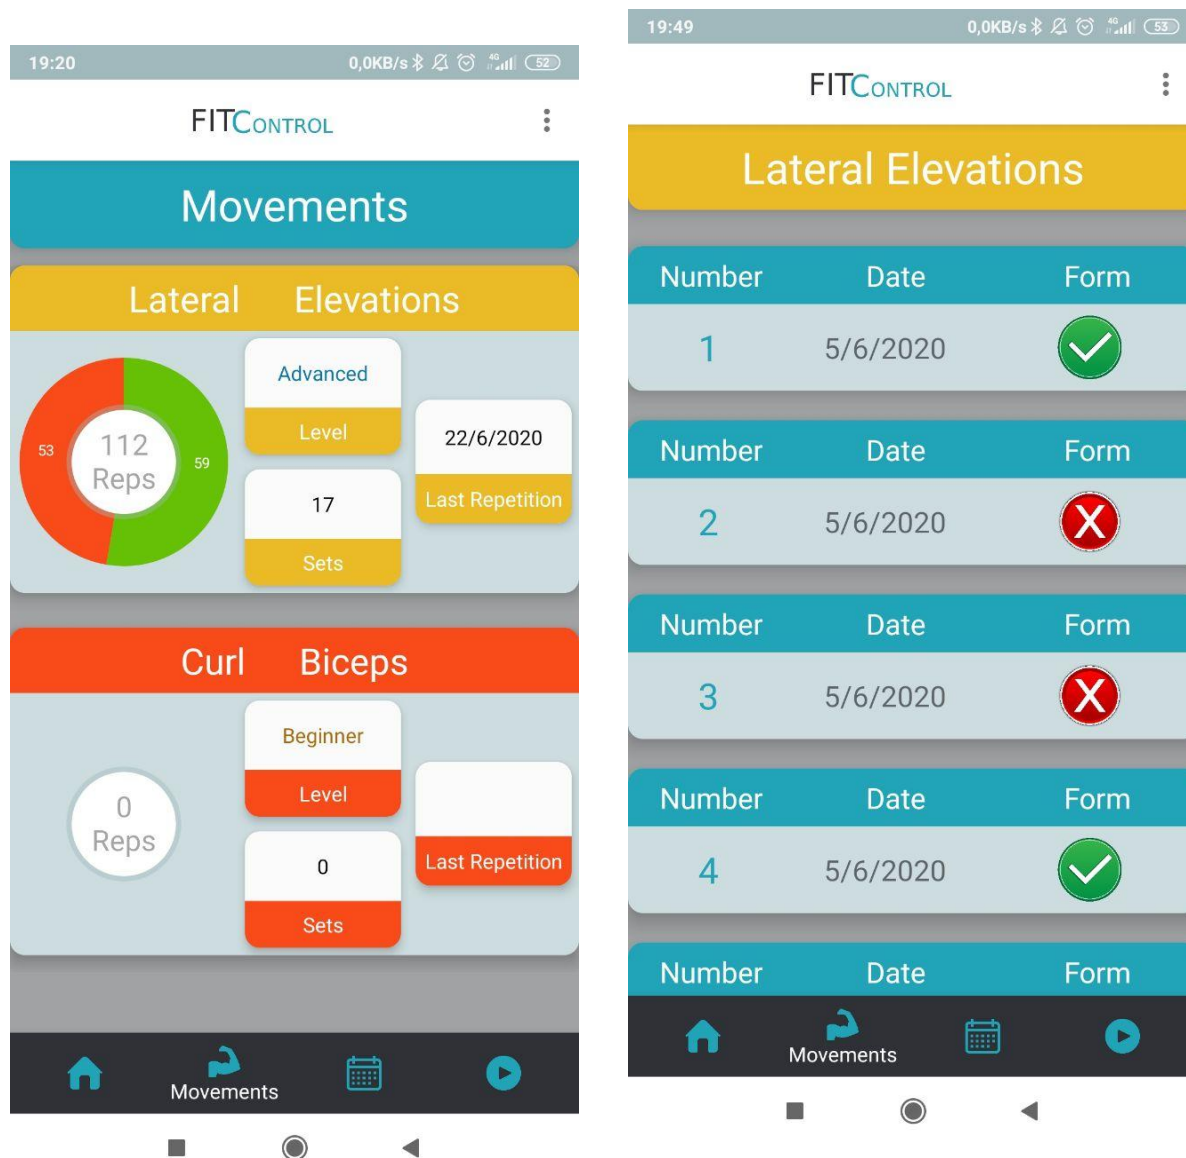 19:20 0,0KB/s 4G 52
FITCONTROL
Movements
Lateral Elevations
53
112
Reps
59
Advanced
Level
17
Sets
22/6/2020
Last Repetition
Curl Biceps
0
Reps
Beginner
Level
0
Sets
Last Repetition
Movements
19:49 0,0KB/s 4G 53
FITCONTROL
Lateral Elevations
Number Date Form
1 5/6/2020
Number Date Form
2 5/6/2020 X
Number Date Form
3 5/6/2020 X
Number Date Form
4 5/6/2020
Number Date Form
Movements